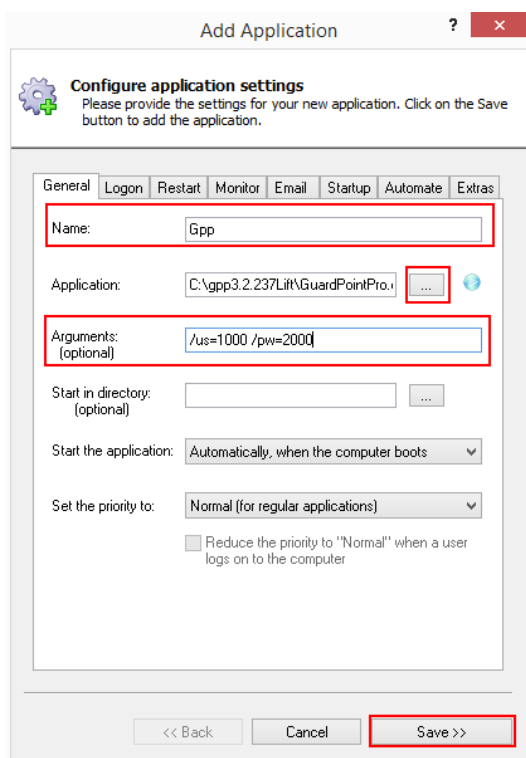 Add Application
? ×
Configure application settings
Please provide the settings for your new application. Click on the Save
button to add the application.
General Logon Restart Monitor Email Startup Automate Extras
Name: Gpp
Application: C:\gpp3.2.237Lift\GuardPointPro. ...
Arguments: /us=1000 /pw=2000
(optional)
Start in directory: ...
(optional)
Start the application: Automatically, when the computer boots
Set the priority to: Normal (for regular applications)
Reduce the priority to "Normal" when a user
logs on to the computer
<< Back Cancel Save >>